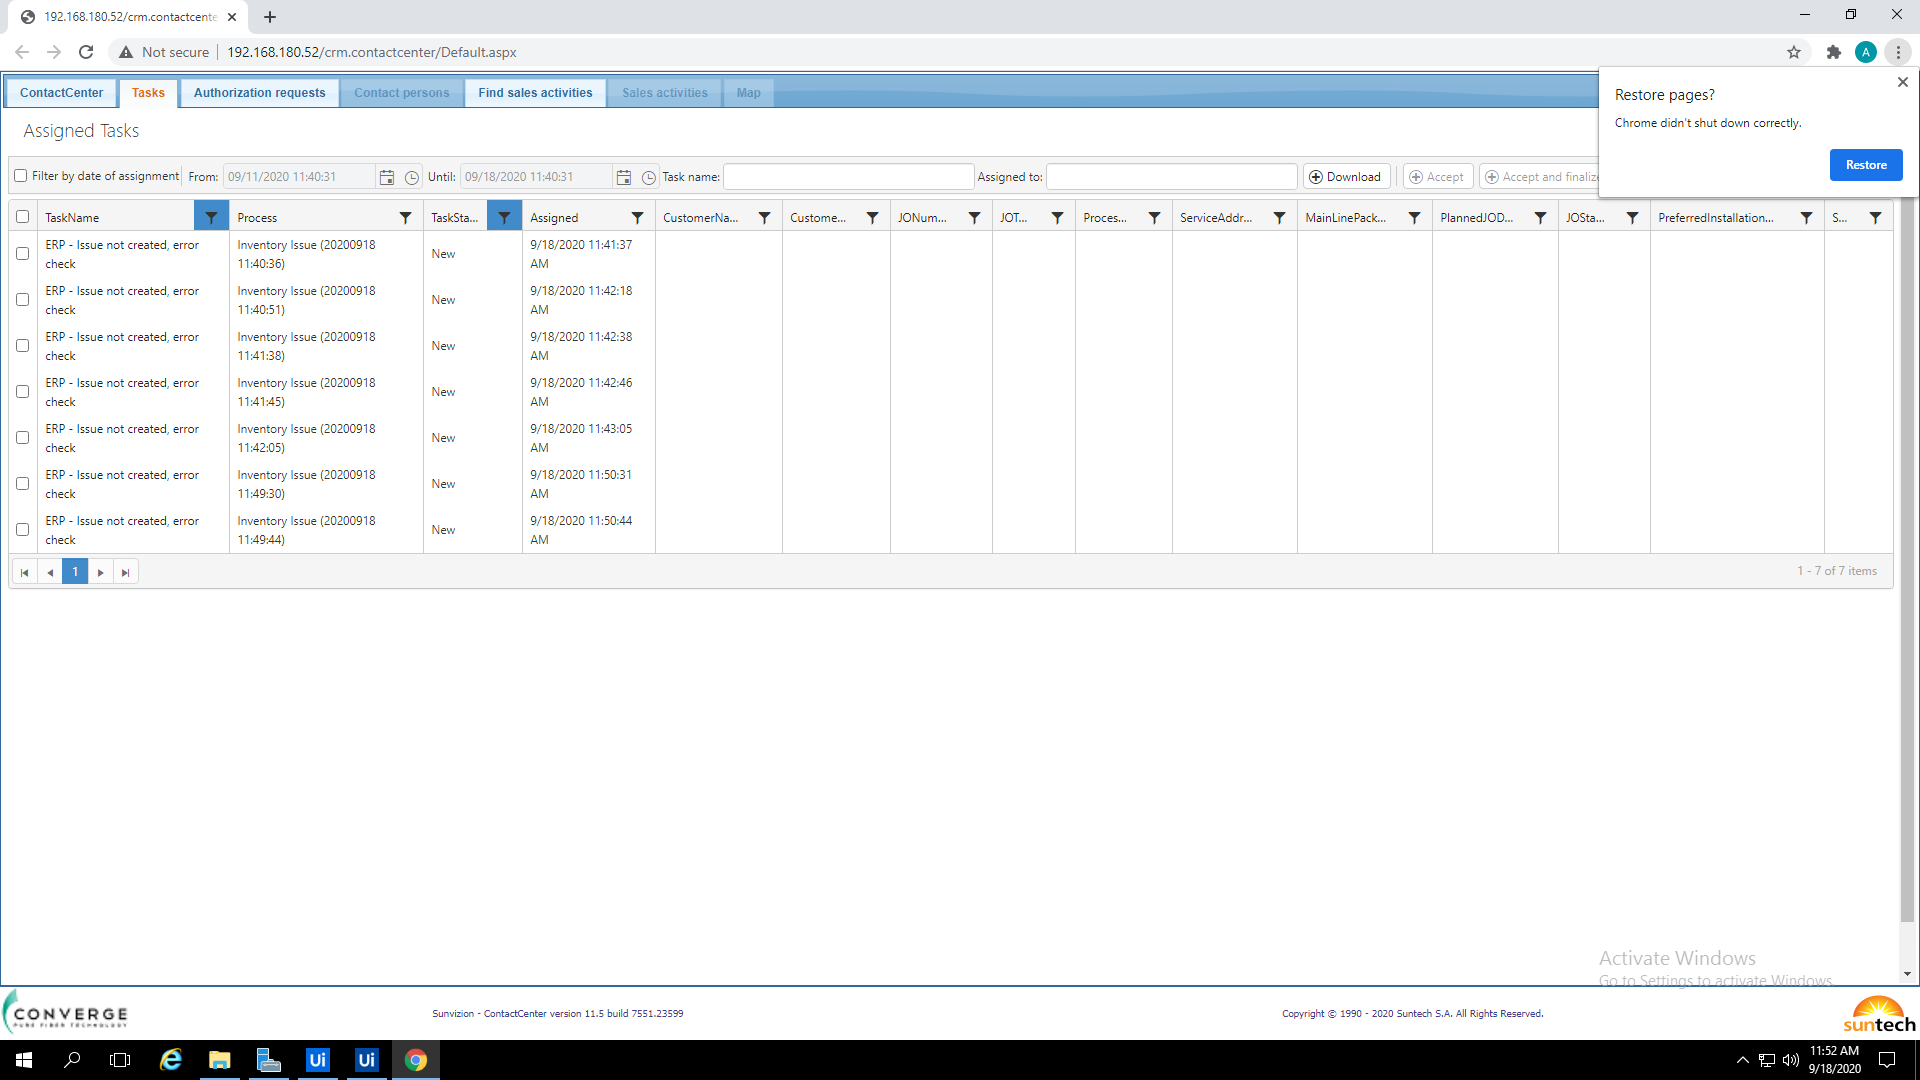 192.168.180.52/crm.contactcente
Not secure
192.168.180.52/crm.contactcenter/Default.aspx
A
ContactCenter
Tasks
Authorization requests
Contact persons
Find sales activities
Sales activities
Map
Restore pages?
Chrome didn't shut down correctly.
Restore
Assigned Tasks
Filter by date of assignment
From:
09/11/2020 11:40:31
Until:
09/18/2020 11:40:31
Task name:
Assigned to:
Download
Accept
Accept and finalize
TaskName
Process
TaskSta...
Assigned
CustomerNa...
Custome...
JONum...
JOT...
Proces...
ServiceAddr...
MainLinePack...
PlannedJOD...
JOSta...
PreferredInstallation...
S...
ERP - Issue not created, error
check
Inventory Issue (20200918
11:40:36)
New
9/18/2020 11:41:37
AM
ERP - Issue not created, error
check
Inventory Issue (20200918
11:40:51)
New
9/18/2020 11:42:18
AM
ERP - Issue not created, error
check
Inventory Issue (20200918
11:41:38)
New
9/18/2020 11:42:38
AM
ERP - Issue not created, error
check
Inventory Issue (20200918
11:41:45)
New
9/18/2020 11:42:46
AM
ERP - Issue not created, error
check
Inventory Issue (20200918
11:42:05)
New
9/18/2020 11:43:05
AM
ERP - Issue not created, error
check
Inventory Issue (20200918
11:49:30)
New
9/18/2020 11:50:31
AM
ERP - Issue not created, error
check
Inventory Issue (20200918
11:49:44)
New
9/18/2020 11:50:44
AM
1
1 - 7 of 7 items
Activate Windows
Go to Settings to activate Windows.
CONVERGE
PURE FIBER TECHNOLOGY
Sunvizion - ContactCenter version 11.5 build 7551.23599
Copyright © 1990 - 2020 Suntech S.A. All Rights Reserved.
suntech
Ui
Ui
11:52 AM
9/18/2020